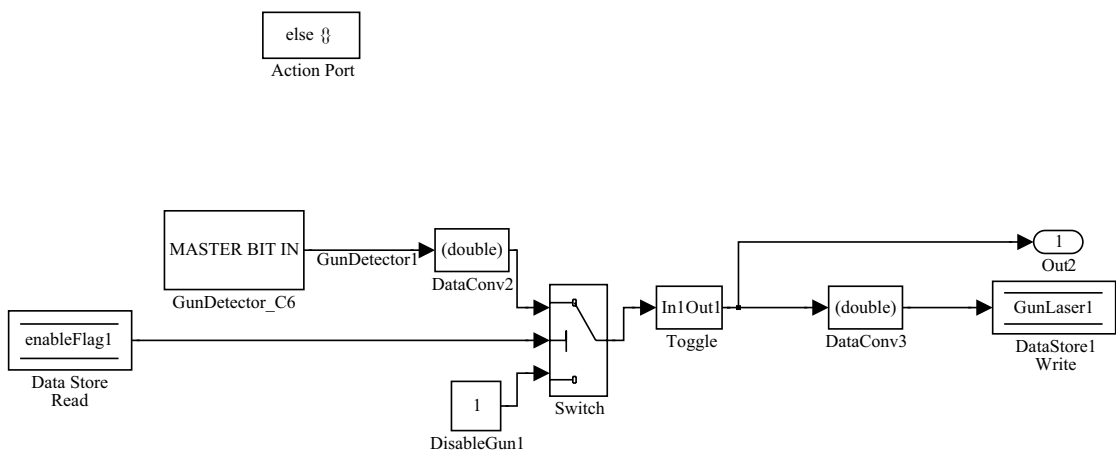 else {}
Action Port
MASTER BIT IN
GunDetector_C6
GunDetector1
(double)
DataConv2
1
Out2
enableFlag1
Data Store
Read
In1Out1
Toggle
(double)
DataConv3
GunLaser1
DataStore1
Write
Switch
1
DisableGun1